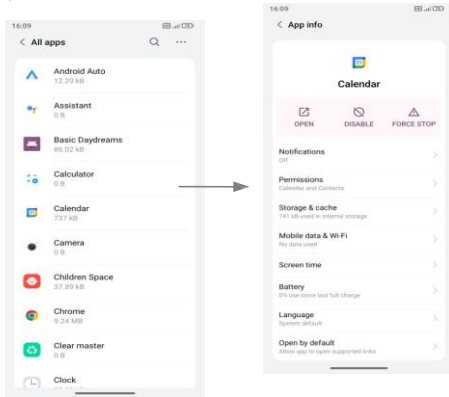 16:09
All apps
Android Auto
12.29 kB
Assistant
0 B
Basic Daydreams
86.02 kB
Calculator
0 B
Calendar
737 kB
Camera
0 B
Children Space
37.89 kB
Chrome
9.24 MB
Clear master
0 B
Clock
16:09
App info
Calendar
OPEN DISABLE FORCE STOP
Notifications
Off
Permissions
Calendar and Contacts
Storage & cache
741 kB used in internal storage
Mobile data & Wi-Fi
No data used
Screen time
Battery
0% use since last full charge
Language
System default
Open by default
Allow app to open supported links